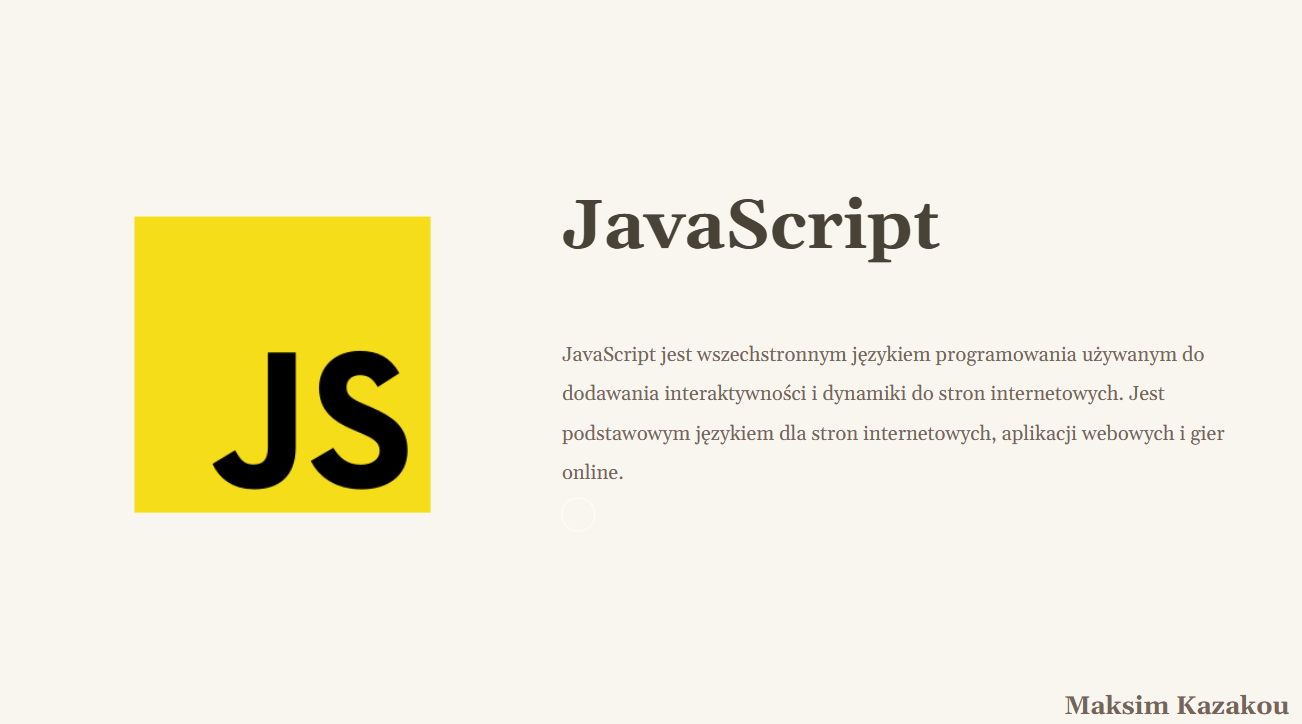 JavaScript
JS
JavaScript jest wszechstronnym językiem programowania używanym do
dodawania interaktywności i dynamiki do stron internetowych. Jest
podstawowym językiem dla stron internetowych, aplikacji webowych i gier
online.
Maksim Kazakou